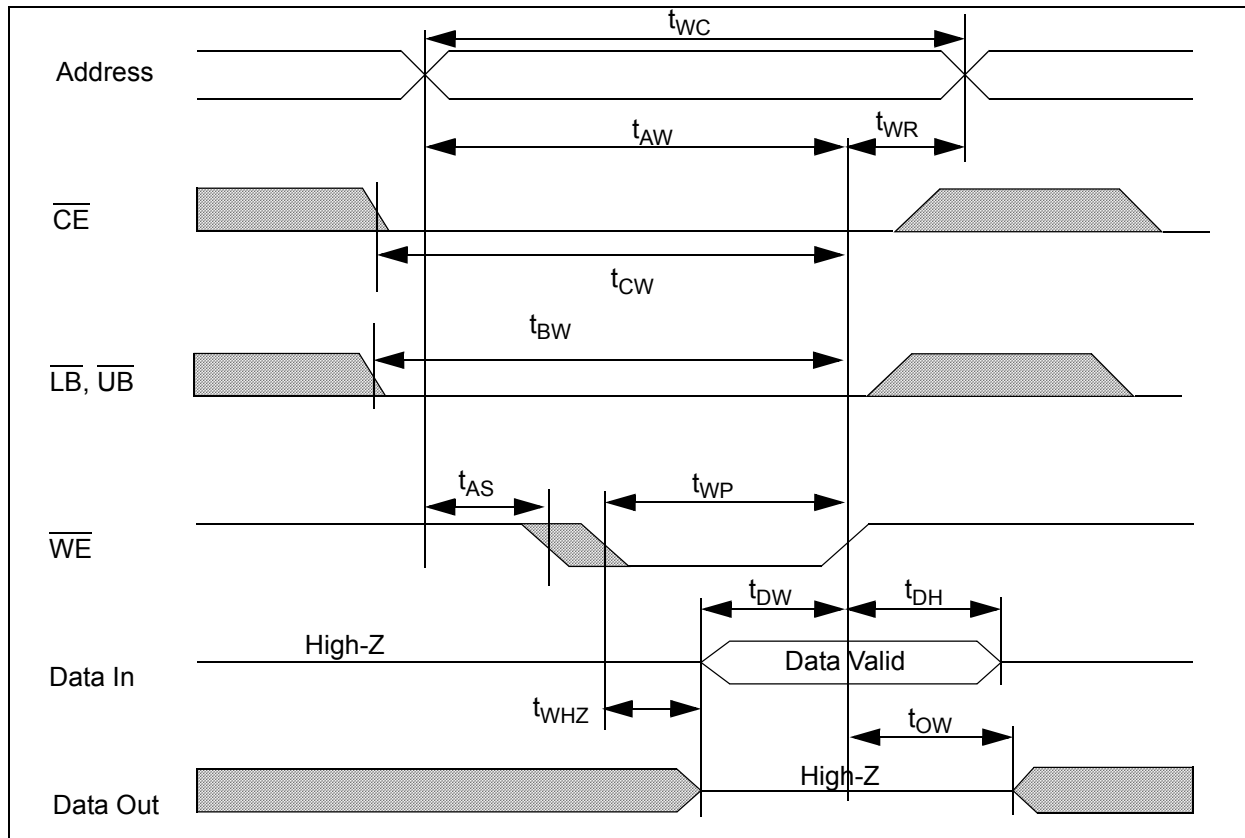 tWC
Address
tAW
tWR
CE
tCW
tBW
LB, UB
tAS
tWP
WE
tDW
tDH
High-Z
Data Valid
Data In
tWHZ
tOW
High-Z
Data Out